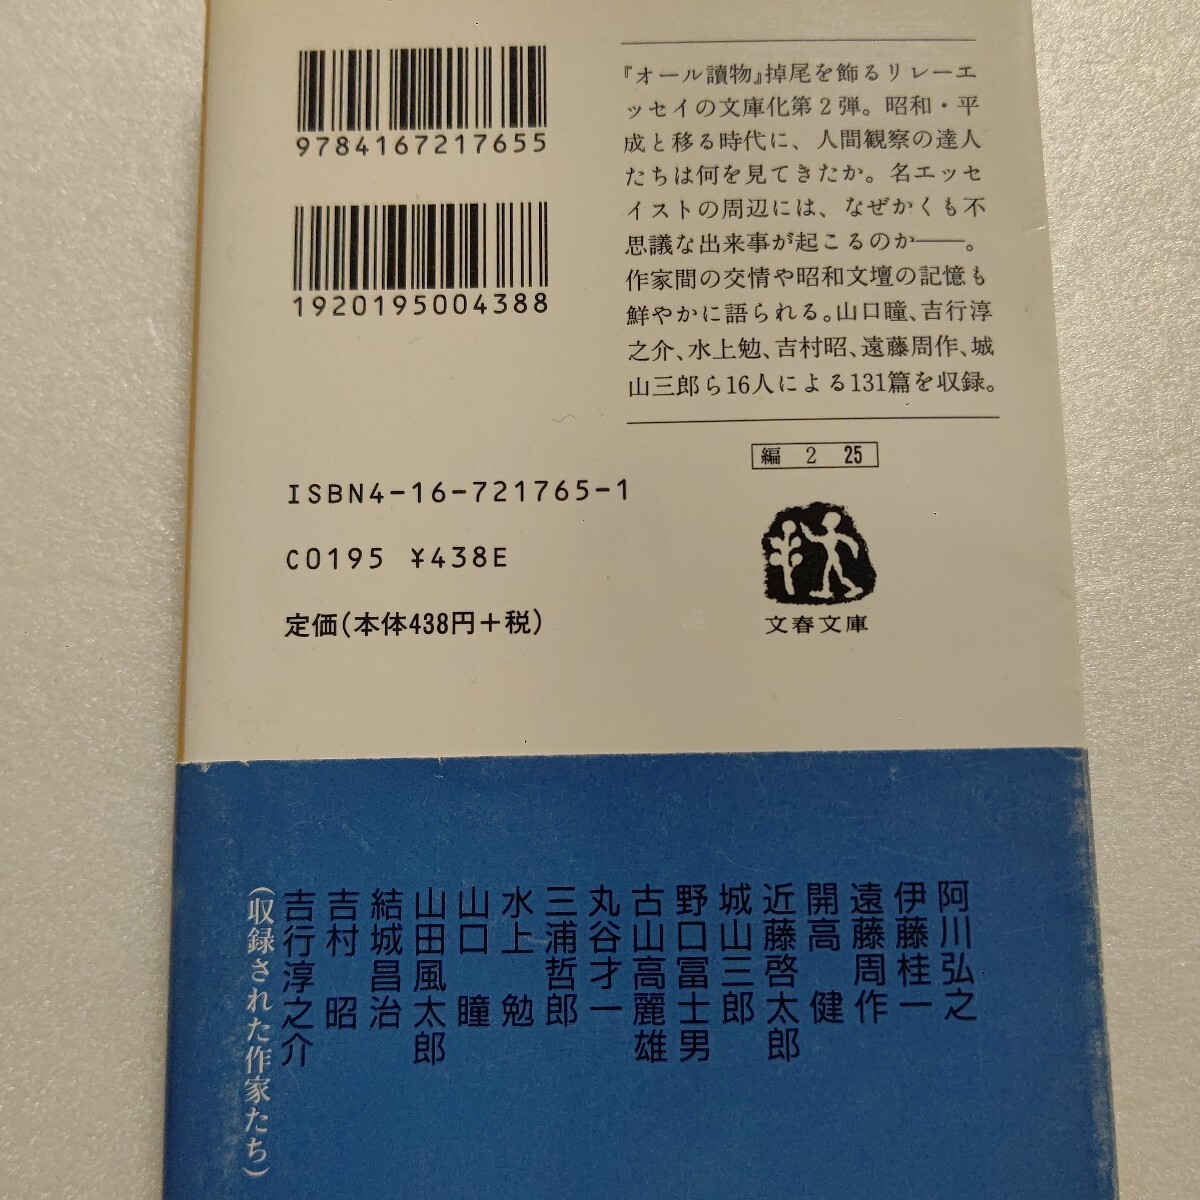 9784167217655
1920195004388
『オール讀物』掉尾を飾るリレーエ
ッセイの文庫化第2弾。昭和・平
成と移る時代に、人間観察の達人
たちは何を見てきたか。名エッセ
イストの周辺には、なぜかくも不
思議な出来事が起こるのか──。
作家間の交情や昭和文壇の記憶も
鮮やかに語られる。山口瞳、吉行淳
之介、水上勉、吉村昭、遠藤周作、城
山三郎ら16人による131篇を収録。
編 2 25
ISBN4-16-721765-1
C0195 ¥438E
定価(本体438円+税)
文春文庫
阿川弘之
伊藤桂一
遠藤周作
開高 健
近藤啓太郎
城山三郎
野口冨士男
古山高麗雄
丸谷才一
三浦哲郎
水上 勉
山口 瞳
山田風太郎
結城昌治
吉村 昭
吉行淳之介
(収録された作家たち)